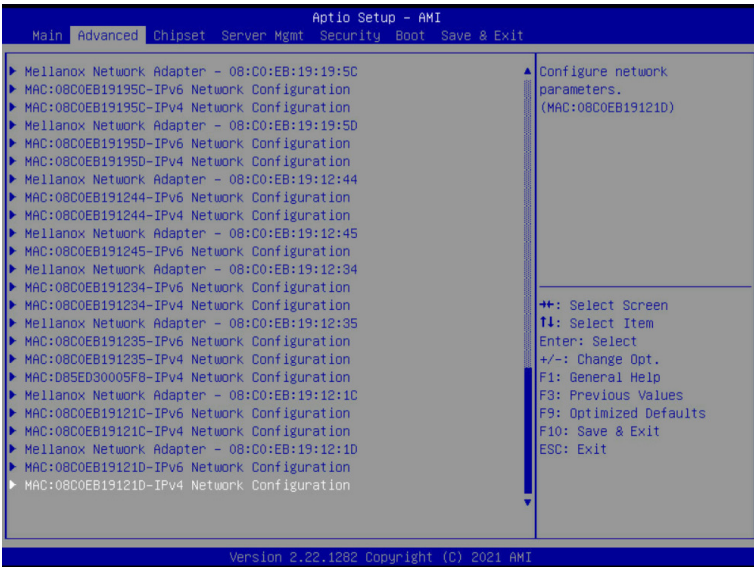 Aptio Setup - AMI
Main Advanced Chipset Server Mgmt Security Boot Save & Exit
Mellanox Network Adapter - 08:C0:EB:19:19:5C
MAC:08C0EB19195C-IPv6 Network Configuration
MAC:08C0EB19195C-IPv4 Network Configuration
Mellanox Network Adapter - 08:C0:EB:19:19:5D
MAC:08C0EB19195D-IPv6 Network Configuration
MAC:08C0EB19195D-IPv4 Network Configuration
Mellanox Network Adapter - 08:C0:EB:19:12:44
MAC:08C0EB191244-IPv6 Network Configuration
MAC:08C0EB191244-IPv4 Network Configuration
Mellanox Network Adapter - 08:C0:EB:19:12:45
MAC:08C0EB191245-IPv6 Network Configuration
Mellanox Network Adapter - 08:C0:EB:19:12:34
MAC:08C0EB191234-IPv6 Network Configuration
MAC:08C0EB191234-IPv4 Network Configuration
Mellanox Network Adapter - 08:C0:EB:19:12:35
MAC:08C0EB191235-IPv6 Network Configuration
MAC:08C0EB191235-IPv4 Network Configuration
MAC:D85ED30005F8-IPv4 Network Configuration
Mellanox Network Adapter - 08:C0:EB:19:12:1C
MAC:08C0EB19121C-IPv6 Network Configuration
MAC:08C0EB19121C-IPv4 Network Configuration
Mellanox Network Adapter - 08:C0:EB:19:12:1D
MAC:08C0EB19121D-IPv6 Network Configuration
MAC:08C0EB19121D-IPv4 Network Configuration
Configure network
parameters.
(MAC:08C0EB19121D)
→←: Select Screen
↑↓: Select Item
Enter: Select
+/-: Change Opt.
F1: General Help
F3: Previous Values
F9: Optimized Defaults
F10: Save & Exit
ESC: Exit
Version 2.22.1282 Copyright (C) 2021 AMI